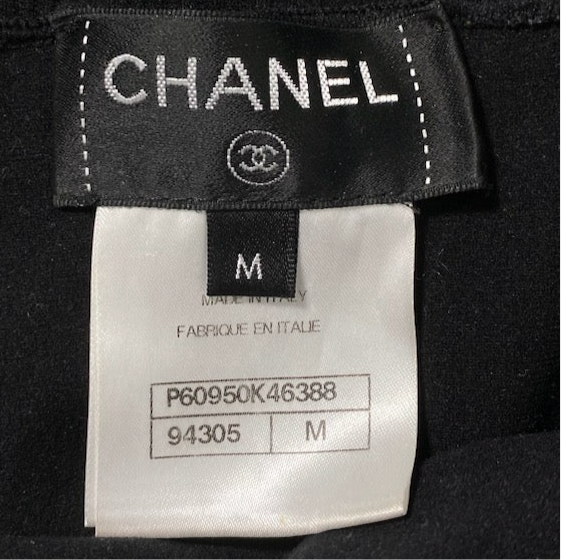 CHANEL
M
MADE IN ITALY
FABRIQUE EN ITALIE
P60950K46388
94305 M